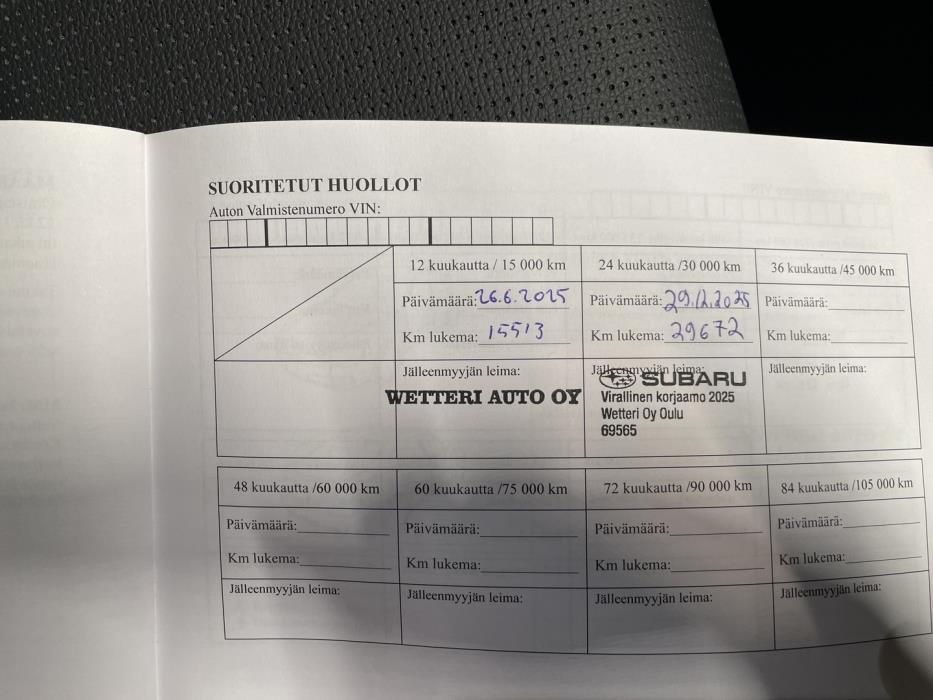 SUORITETUT HUOLLOT
Auton Valmistenumero VIN:
12 kuukautta / 15 000 km
24 kuukautta /30 000 km
36 kuukautta /45 000 km
Päivämäärä: 26.6.2025
Päivämäärä: 29.12.2025
Päivämäärä:
Km lukema: 15513
Km lukema: 29672
Km lukema:
Jälleenmyyjän leima:
WETTERI AUTO OY
Jälleenmyyjän leima:
SUBARU
Virallinen korjaamo 2025
Wetteri Oy Oulu
69565
Jälleenmyyjän leima:
48 kuukautta /60 000 km
60 kuukautta /75 000 km
72 kuukautta /90 000 km
84 kuukautta /105 000 km
Päivämäärä:
Päivämäärä:
Päivämäärä:
Päivämäärä:
Km lukema:
Km lukema:
Km lukema:
Km lukema:
Jälleenmyyjän leima:
Jälleenmyyjän leima:
Jälleenmyyjän leima:
Jälleenmyyjän leima: